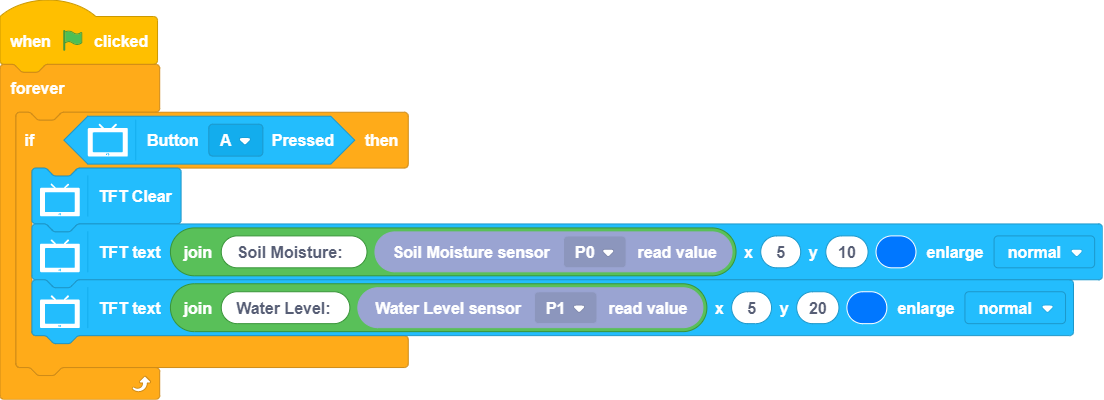 when clicked
forever
if Button A Pressed then
TFT Clear
TFT text join Soil Moisture: Soil Moisture sensor P0 read value x 5 y 10 enlarge normal
TFT text join Water Level: Water Level sensor P1 read value x 5 y 20 enlarge normal